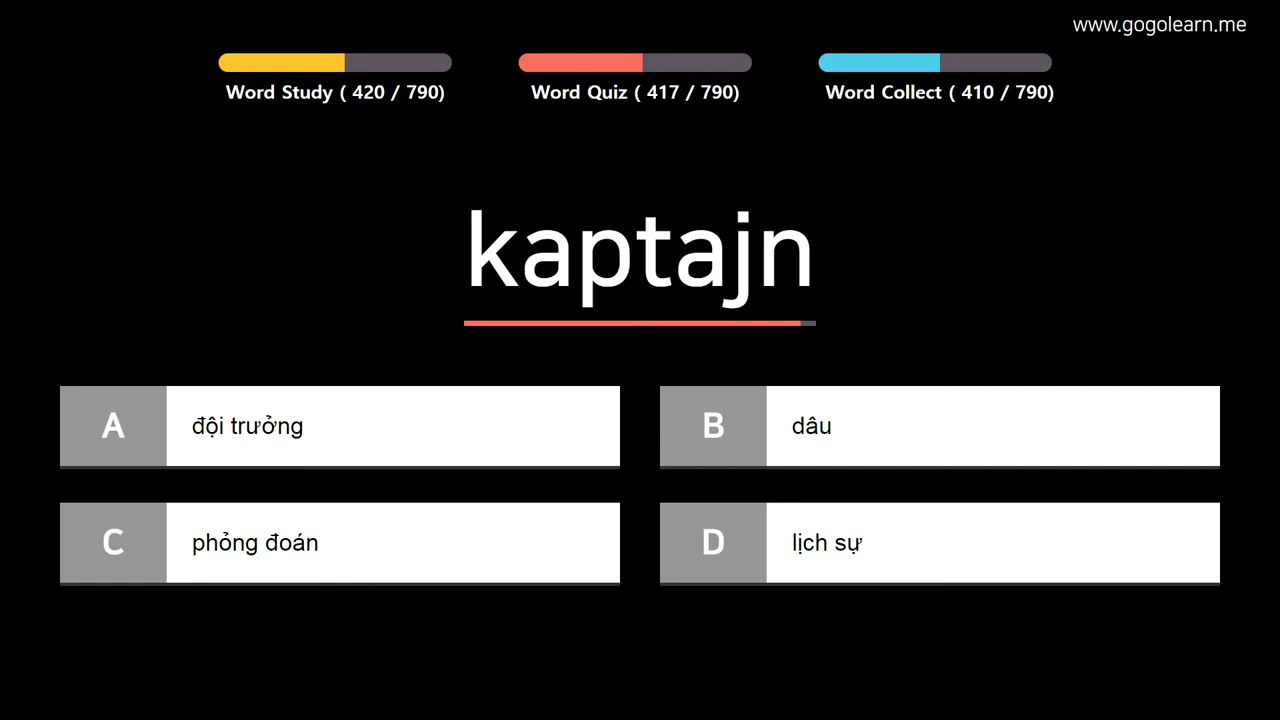 www.gogolearn.me
Word Study ( 420 / 790)
Word Quiz ( 417 / 790)
Word Collect ( 410 / 790)
kaptajn
A
đội trưởng
B
dâu
C
phỏng đoán
D
lịch sự